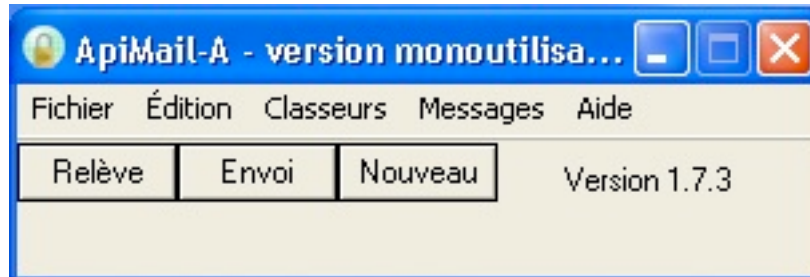 ApiMail-A - version monoutilisa...
Fichier Édition Classeurs Messages Aide
Relève Envoi Nouveau Version 1.7.3